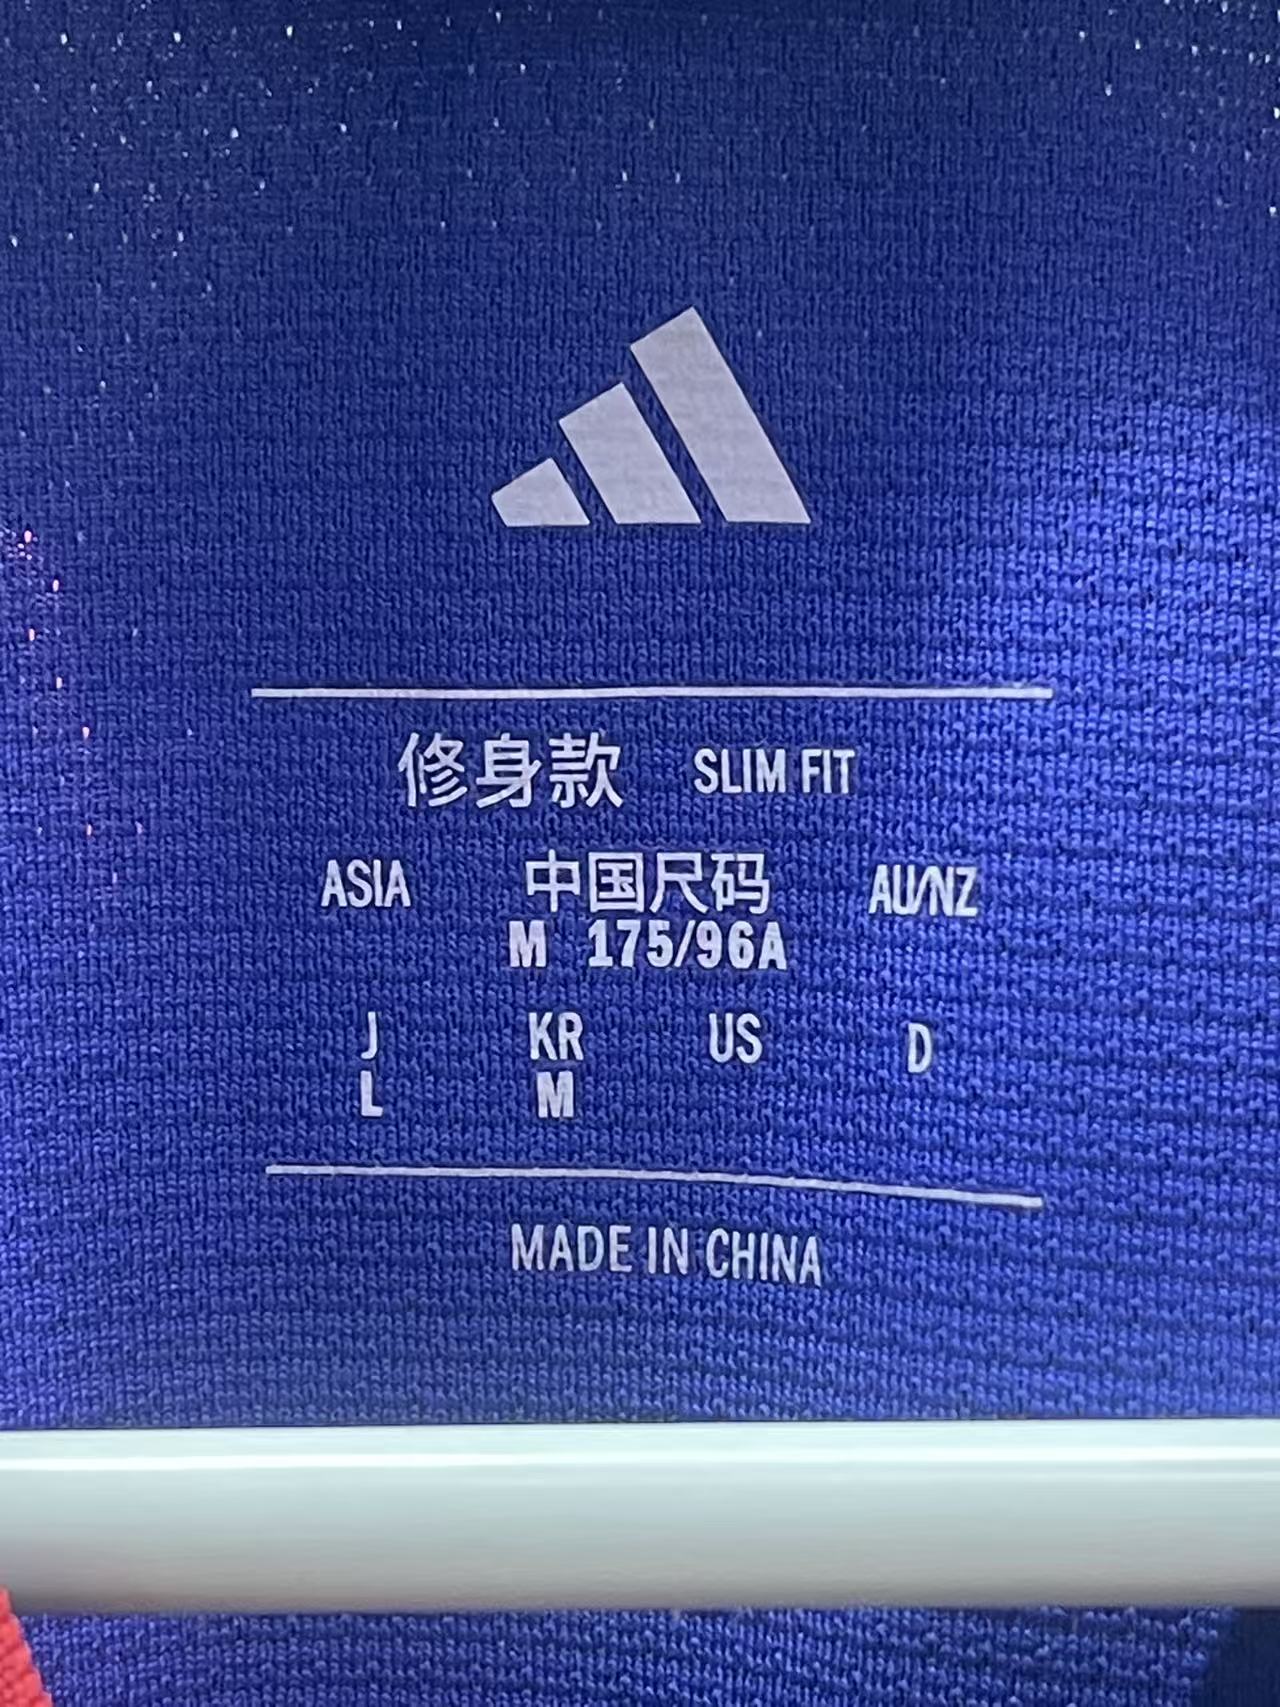 修身款 SLIM FIT
ASIA 中国尺码 AU/NZ
M 175/96A
J KR US D
L M
MADE IN CHINA